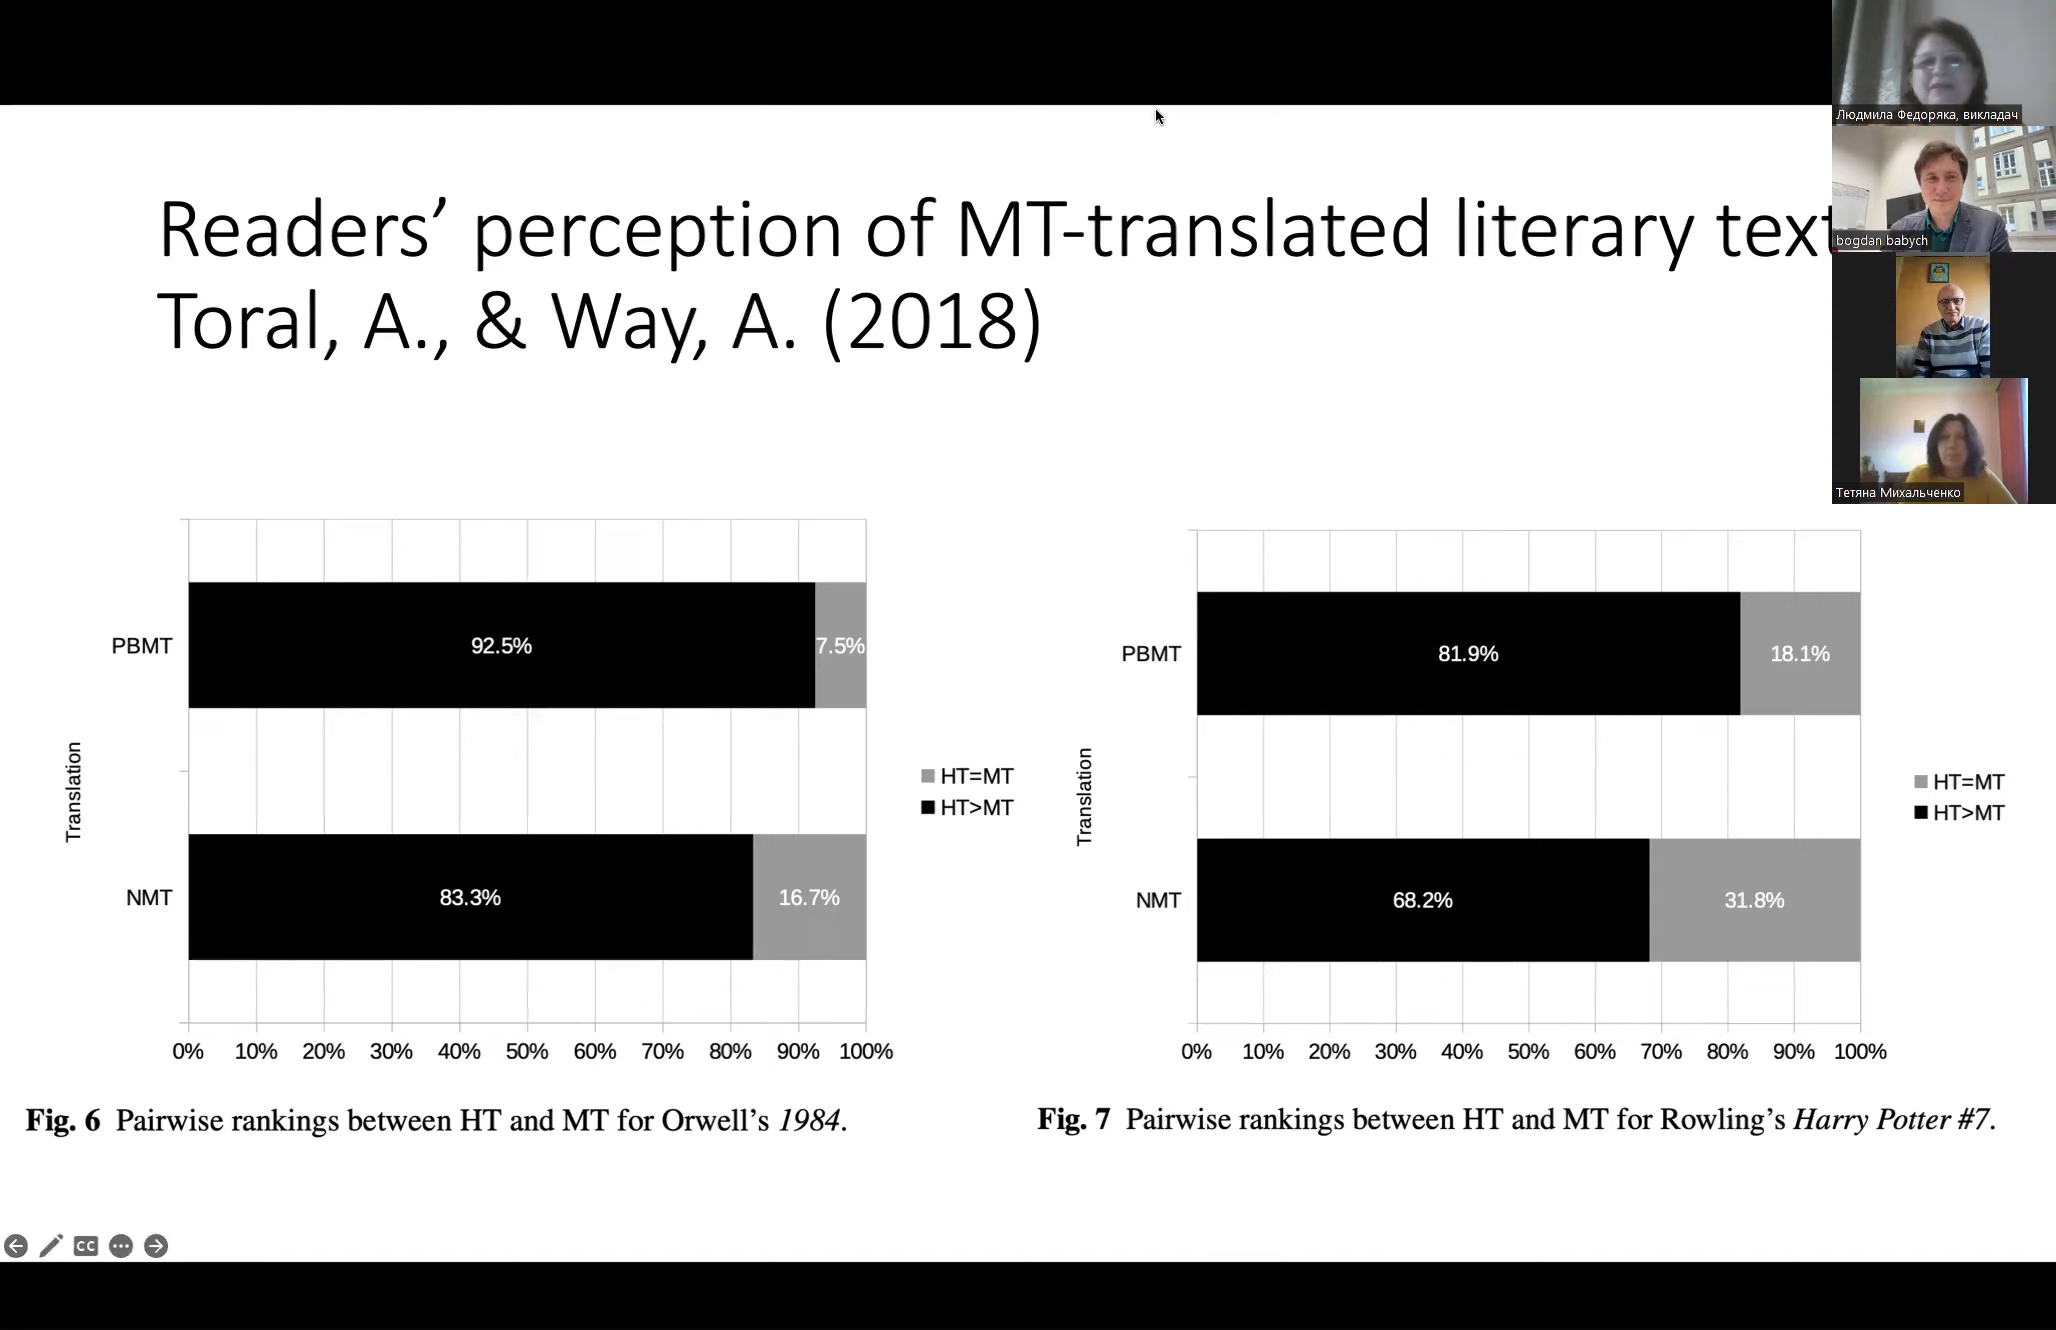 Readers’ perception of MT-translated literary text
Toral, A., & Way, A. (2018)
Людмила Федоряка, викладач
bogdan babych
Тетяна Михальченко
Translation
PBMT
92.5%
7.5%
NMT
83.3%
16.7%
HT=MT
HT>MT
0% 10% 20% 30% 40% 50% 60% 70% 80% 90% 100%
Fig. 6 Pairwise rankings between HT and MT for Orwell’s 1984.
Translation
PBMT
81.9%
18.1%
NMT
68.2%
31.8%
HT=MT
HT>MT
0% 10% 20% 30% 40% 50% 60% 70% 80% 90% 100%
Fig. 7 Pairwise rankings between HT and MT for Rowling’s Harry Potter #7.
CC